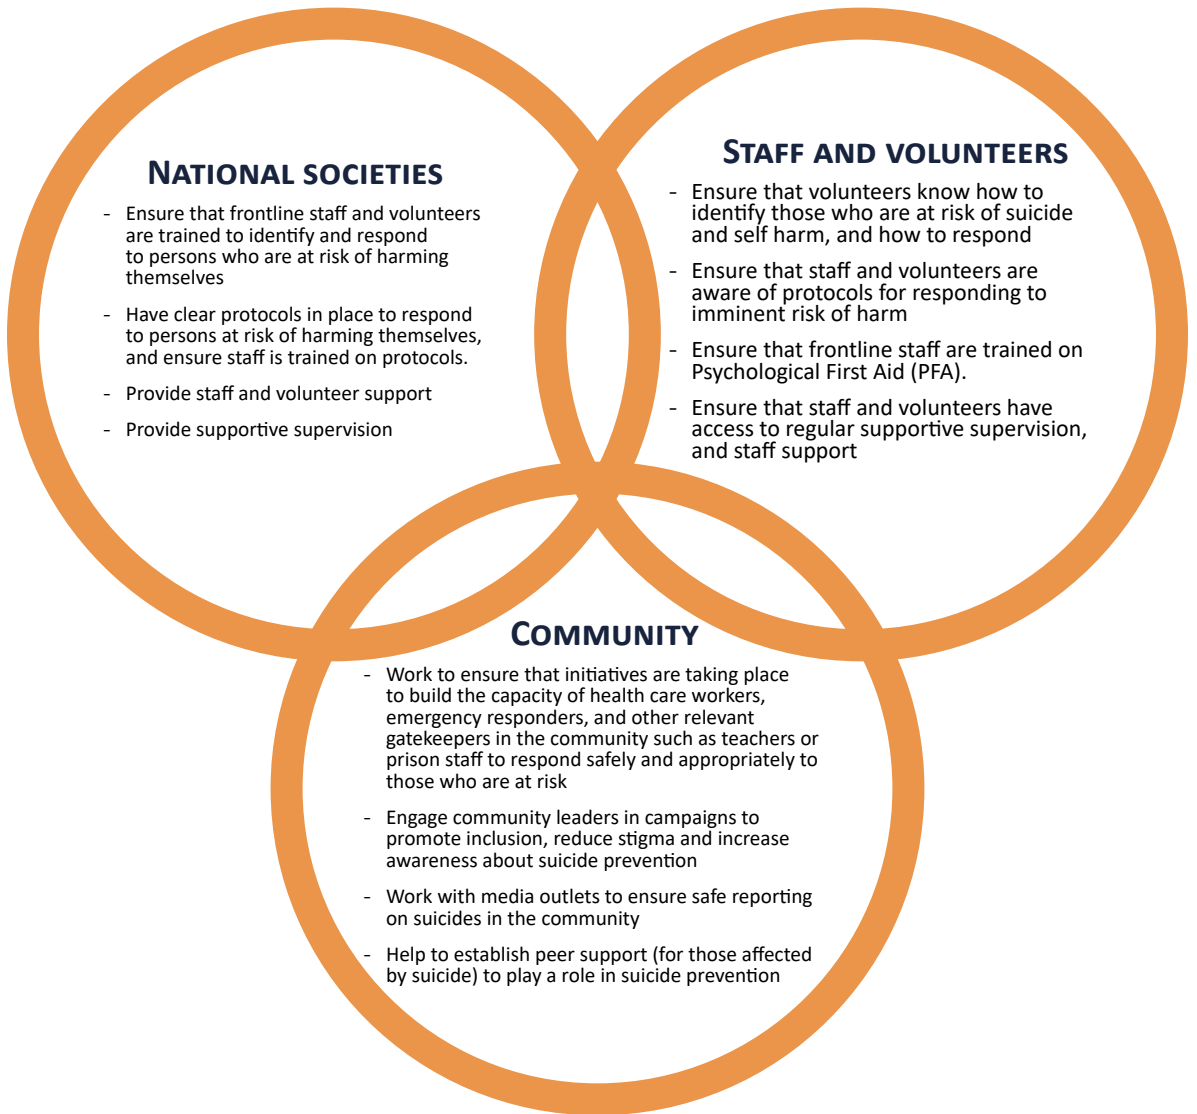 NATIONAL SOCIETIES
- Ensure that frontline staff and volunteers
are trained to identify and respond
to persons who are at risk of harming
themselves
- Have clear protocols in place to respond
to persons at risk of harming themselves,
and ensure staff is trained on protocols.
- Provide staff and volunteer support
- Provide supportive supervision
STAFF AND VOLUNTEERS
- Ensure that volunteers know how to
identify those who are at risk of suicide
and self harm, and how to respond
- Ensure that staff and volunteers are
aware of protocols for responding to
imminent risk of harm
- Ensure that frontline staff are trained on
Psychological First Aid (PFA).
- Ensure that staff and volunteers have
access to regular supportive supervision,
and staff support
COMMUNITY
- Work to ensure that initiatives are taking place
to build the capacity of health care workers,
emergency responders, and other relevant
gatekeepers in the community such as teachers or
prison staff to respond safely and appropriately to
those who are at risk
- Engage community leaders in campaigns to
promote inclusion, reduce stigma and increase
awareness about suicide prevention
- Work with media outlets to ensure safe reporting
on suicides in the community
- Help to establish peer support (for those affected
by suicide) to play a role in suicide prevention